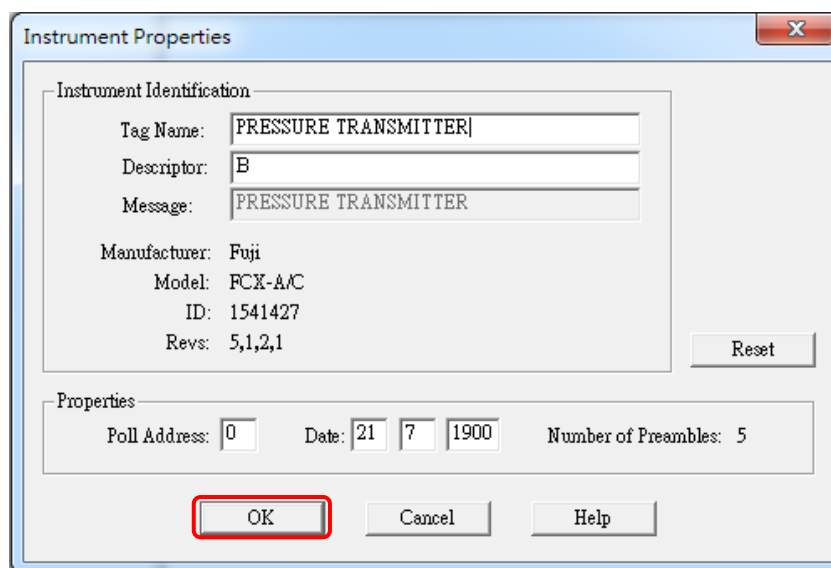 Instrument Properties
X
Instrument Identification
Tag Name: PRESSURE TRANSMITTER
Descriptor: B
Message: PRESSURE TRANSMITTER
Manufacturer: Fuji
Model: FCX-A/C
ID: 1541427
Revs: 5,1,2,1
Reset
Properties
Poll Address: 0 Date: 21 7 1900 Number of Preambles: 5
OK Cancel Help